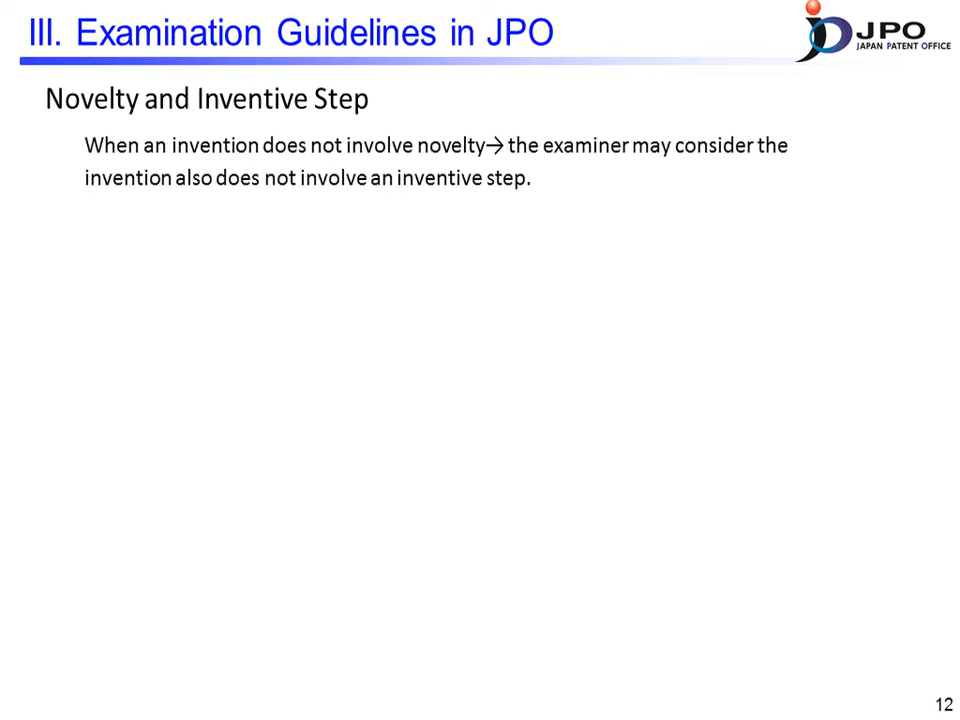 III. Examination Guidelines in JPO
JPO
JAPAN PATENT OFFICE
Novelty and Inventive Step
When an invention does not involve novelty→ the examiner may consider the
invention also does not involve an inventive step.
12